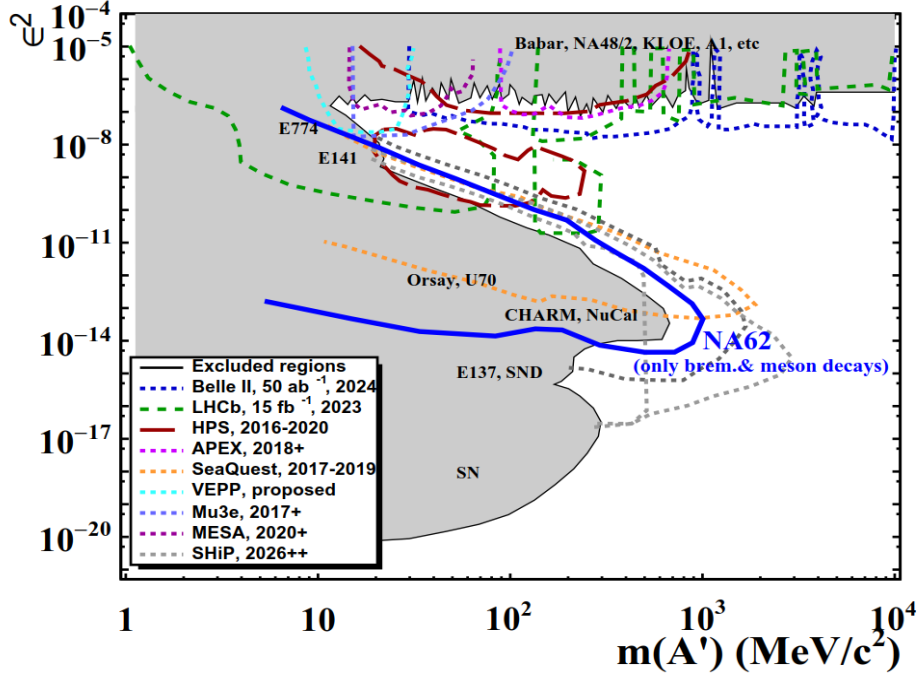 ϵ²
10⁻⁴
10⁻⁵
10⁻⁸
10⁻¹¹
10⁻¹⁴
10⁻¹⁷
10⁻²⁰
Babar, NA48/2, KLOE, A1, etc
E774
E141
Orsay, U70
CHARM, NuCal
NA62
(only brem.& meson decays)
E137, SND
SN
Excluded regions
Belle II, 50 ab ⁻¹, 2024
LHCb, 15 fb ⁻¹, 2023
HPS, 2016-2020
APEX, 2018+
SeaQuest, 2017-2019
VEPP, proposed
Mu3e, 2017+
MESA, 2020+
SHiP, 2026++
1 10 10² 10³ 10⁴
m(A') (MeV/c²)